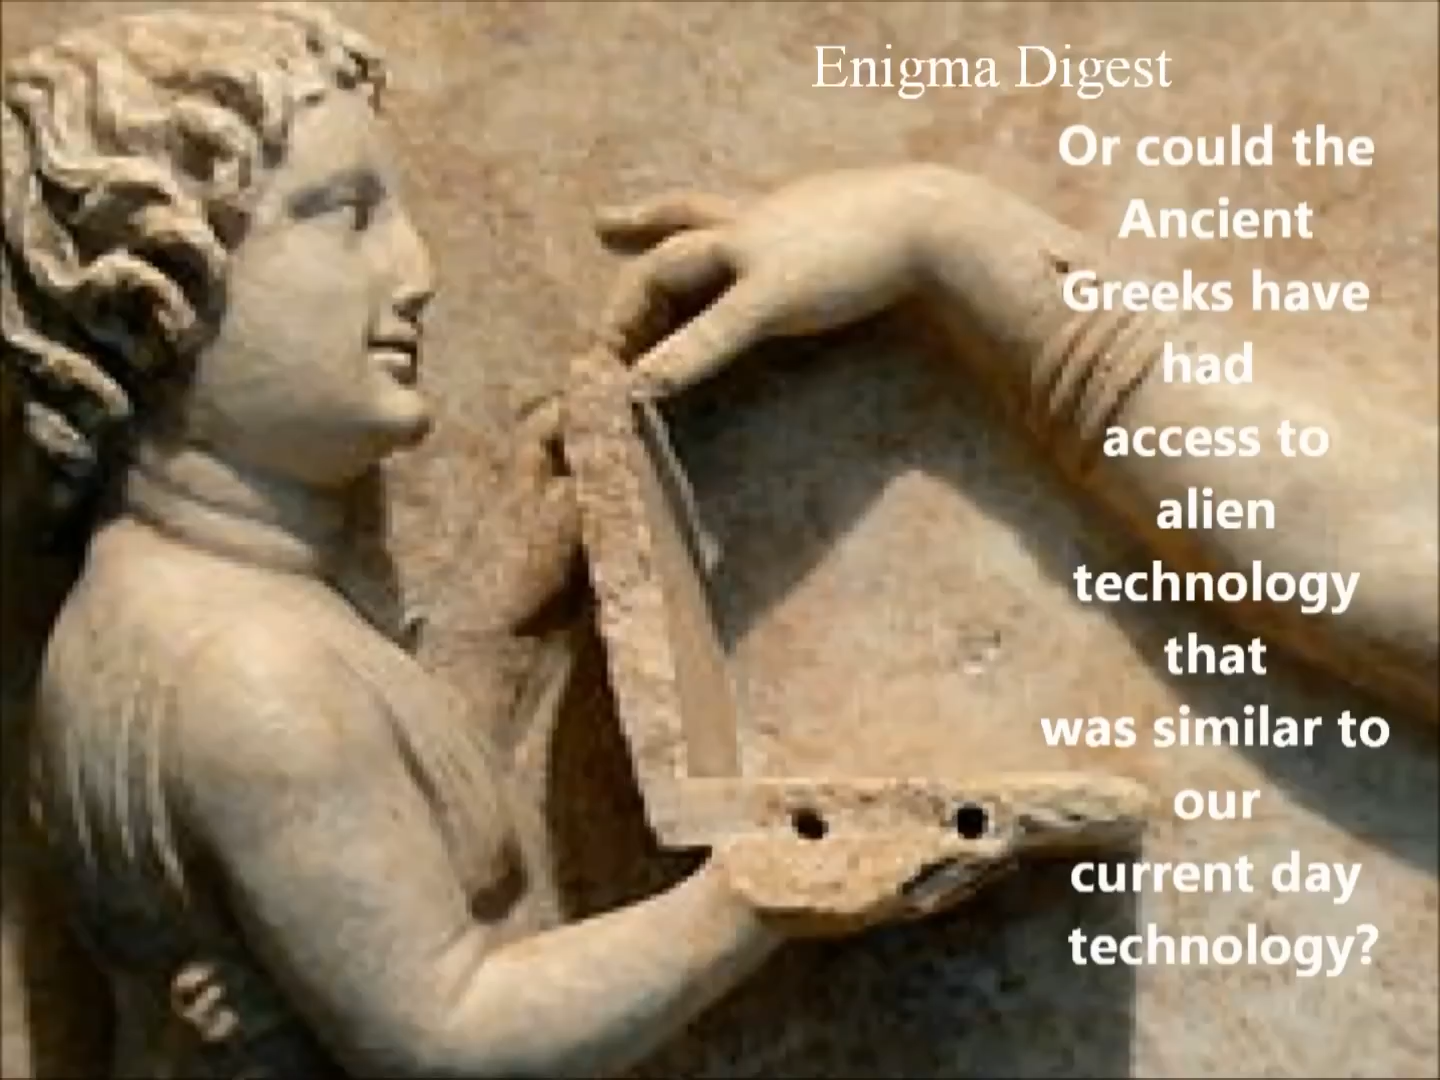 Enigma Digest
Or could the
Ancient
Greeks have
had
access to
alien
technology
that
was similar to
our
current day
technology?